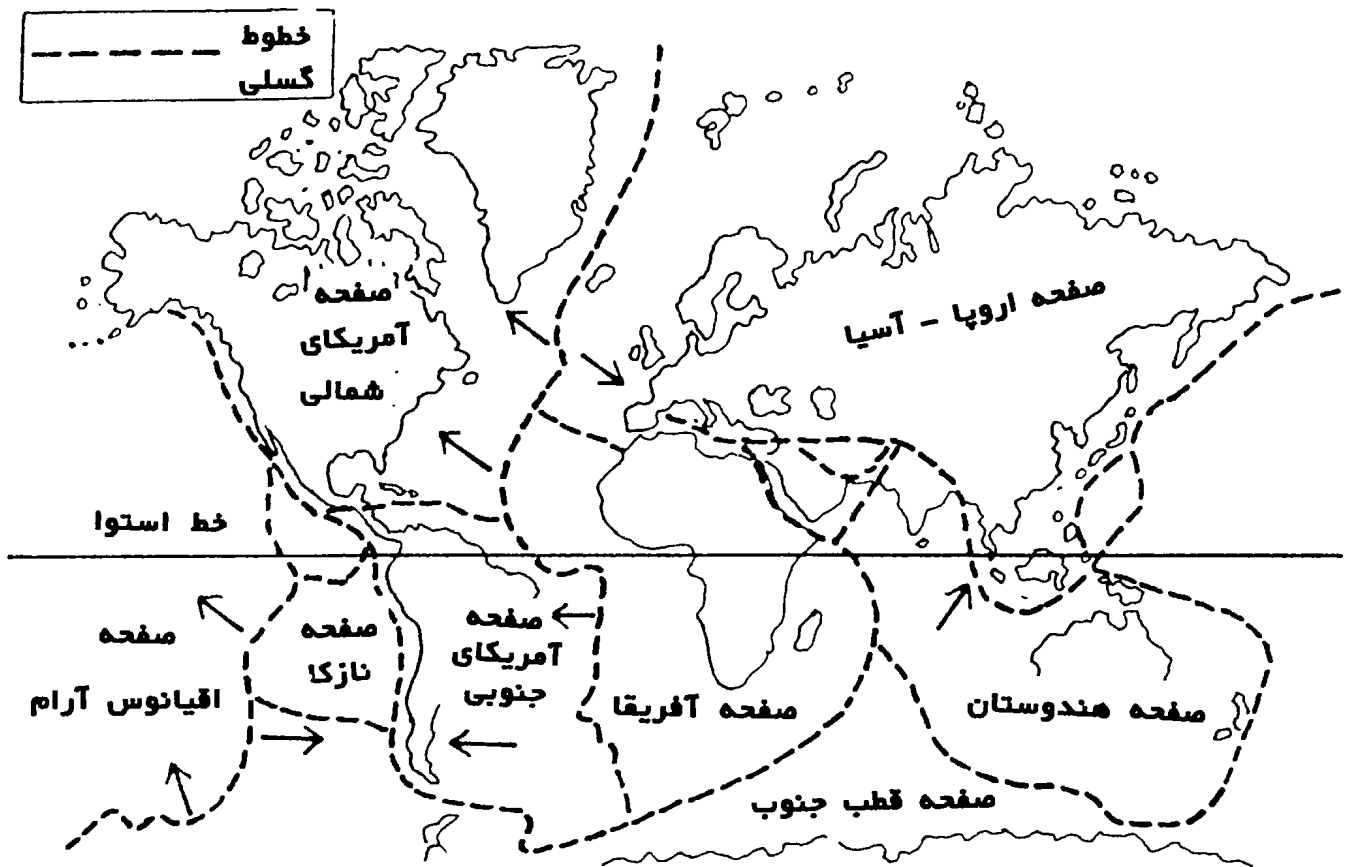 خطوط
گسلی
صفحه
آمریکای
شمالی
صفحه اروپا - آسیا
خط استوا
صفحه
اقیانوس آرام
صفحه
نازکا
صفحه
آمریکای
جنوبی
صفحه آفریقا
صفحه هندوستان
صفحه قطب جنوب